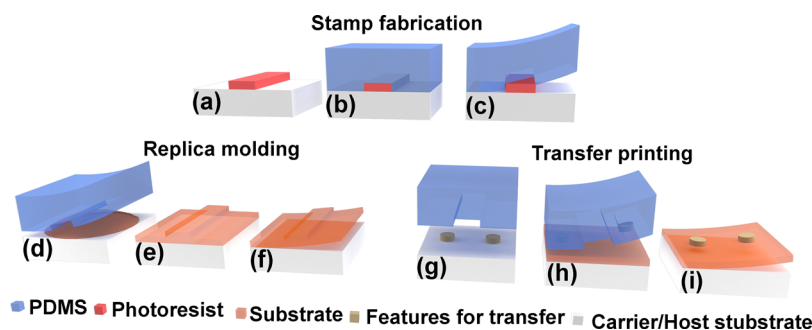 Stamp fabrication
(a)
(b)
(c)
Replica molding
Transfer printing
(d)
(e)
(f)
(g)
(h)
(i)
PDMS
Photoresist
Substrate
Features for transfer
Carrier/Host stubstrate